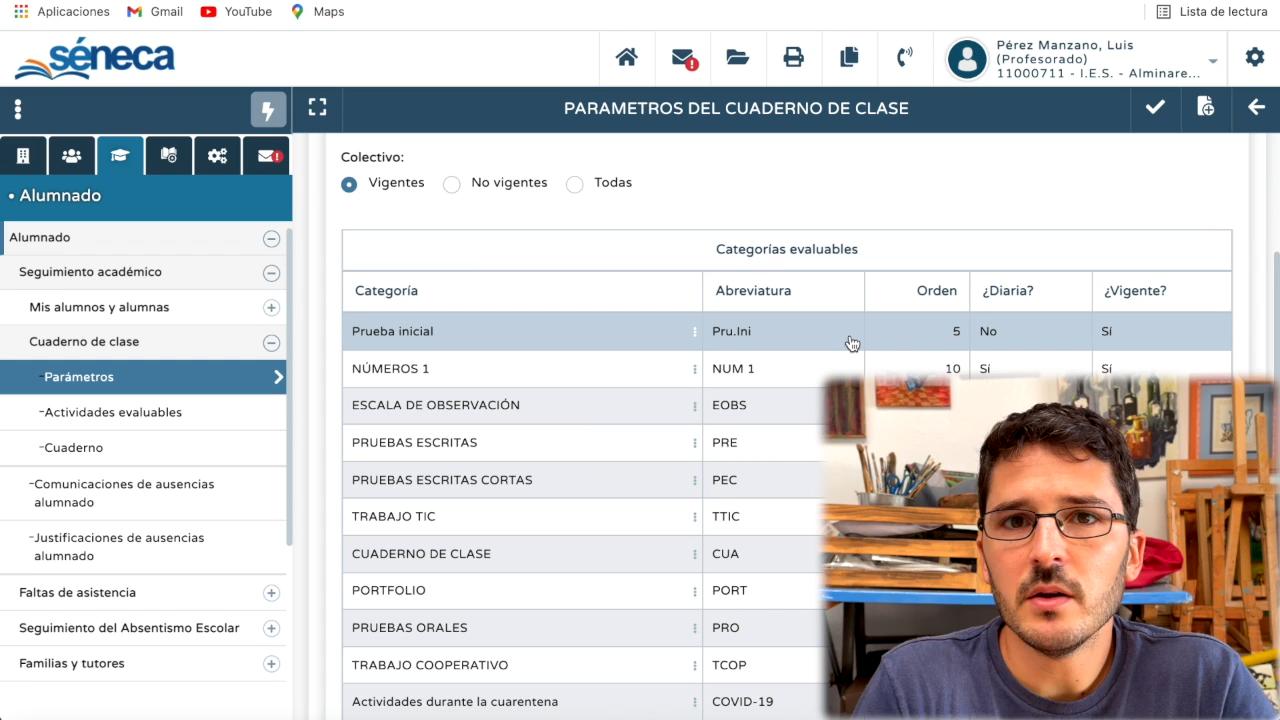 Aplicaciones
Gmail
YouTube
Maps
Lista de lectura
séneca
Pérez Manzano, Luis
(Profesorado)
11000711 - I.E.S. - Alminare...
PARAMETROS DEL CUADERNO DE CLASE
• Alumnado
Alumnado
Seguimiento académico
Mis alumnos y alumnas
Cuaderno de clase
-Parámetros
-Actividades evaluables
-Cuaderno
-Comunicaciones de ausencias
alumnado
-Justificaciones de ausencias
alumnado
Faltas de asistencia
Seguimiento del Absentismo Escolar
Familias y tutores
Colectivo:
Vigentes No vigentes Todas
Categorías evaluables
Categoría Abreviatura Orden ¿Diaria? ¿Vigente?
Prueba inicial Pru.Ini 5 No Sí
NÚMEROS 1 NUM 1 10 Sí Sí
ESCALA DE OBSERVACIÓN EOBS
PRUEBAS ESCRITAS PRE
PRUEBAS ESCRITAS CORTAS PEC
TRABAJO TIC TTIC
CUADERNO DE CLASE CUA
PORTFOLIO PORT
PRUEBAS ORALES PRO
TRABAJO COOPERATIVO TCOP
Actividades durante la cuarentena COVID-19